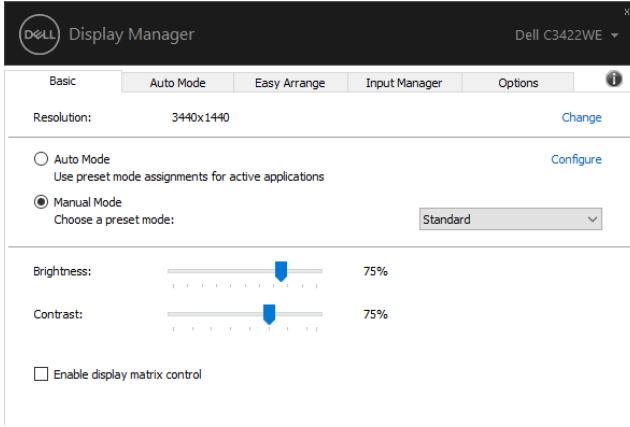 DELL Display Manager Dell C3422WE
x
Basic Auto Mode Easy Arrange Input Manager Options i
Resolution: 3440x1440 Change
Auto Mode Configure
Use preset mode assignments for active applications
Manual Mode
Choose a preset mode: Standard
Brightness: 75%
Contrast: 75%
Enable display matrix control